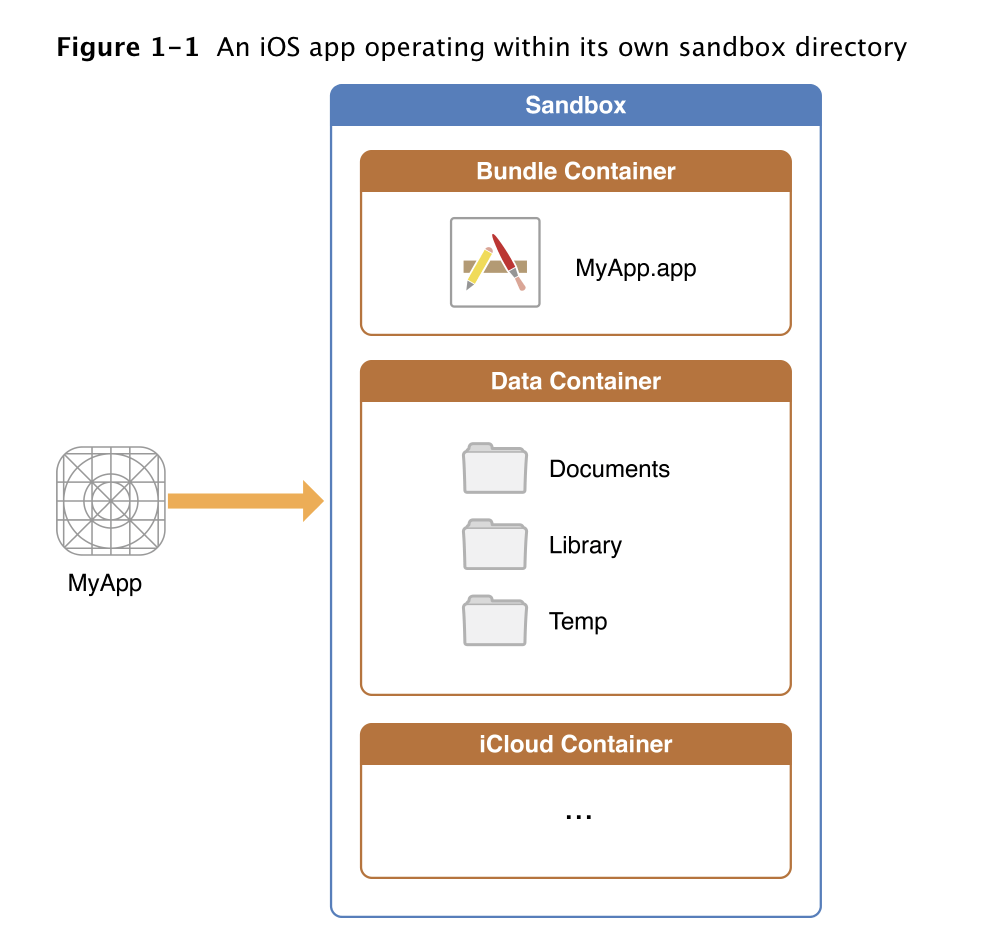 Figure 1–1 An iOS app operating within its own sandbox directory
Sandbox
Bundle Container
MyApp.app
Data Container
Documents
Library
Temp
MyApp
iCloud Container
...